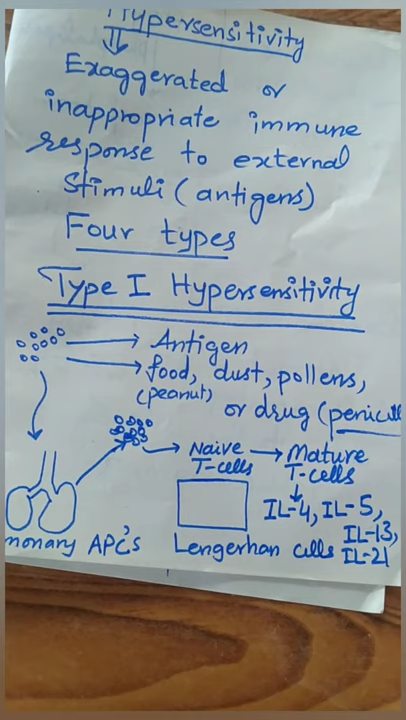 Hypersensitivity
Exaggerated or
inappropriate immune
response to external
Stimuli (antigens)
Four types
Type I Hypersensitivity
Antigen
food, dust, pollens,
(peanut)
or drug (penicill
Naive → Mature
T-cells T-cells
IL-4, IL-5,
IL-13,
monary APC's Lengerhan cells IL-21